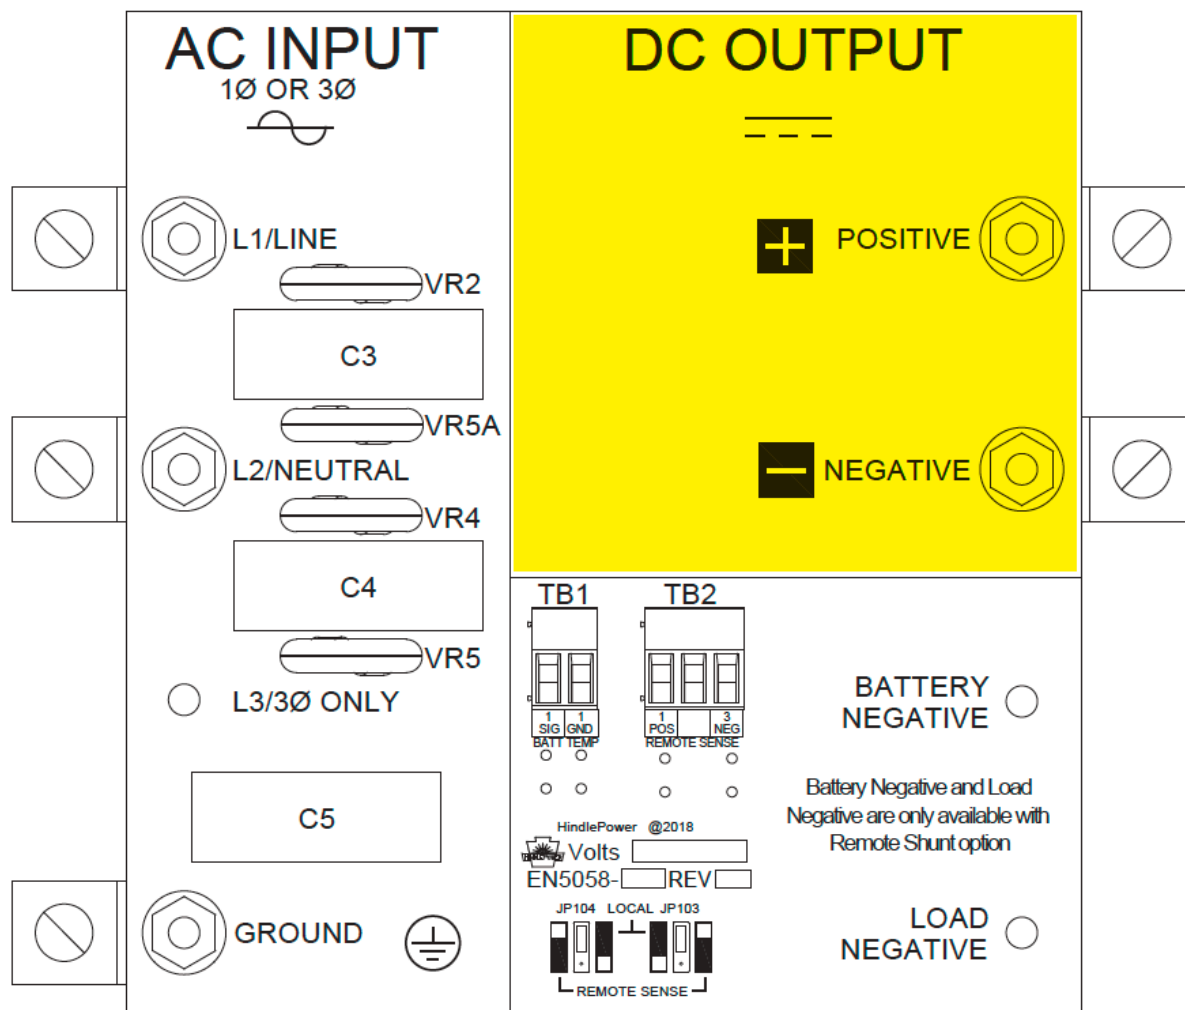 AC INPUT
1Ø OR 3Ø
DC OUTPUT
L1/LINE
VR2
C3
VR5A
L2/NEUTRAL
VR4
C4
VR5
L3/3Ø ONLY
C5
GROUND
+ POSITIVE
− NEGATIVE
TB1
TB2
1 1
SIG GND
BATT TEMP
1 3
POS NEG
REMOTE SENSE
HindlePower @2018
Volts
EN5058- REV
JP104 LOCAL JP103
REMOTE SENSE
BATTERY
NEGATIVE
Battery Negative and Load
Negative are only available with
Remote Shunt option
LOAD
NEGATIVE